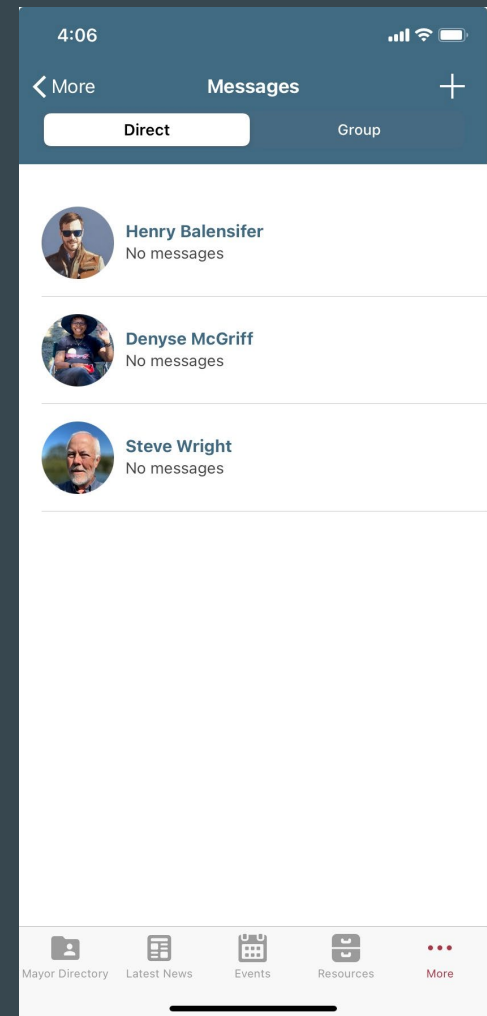 4:06
More
Messages
Direct
Group
Henry Balensifer
No messages
Denyse McGriff
No messages
Steve Wright
No messages
Mayor Directory
Latest News
Events
Resources
More